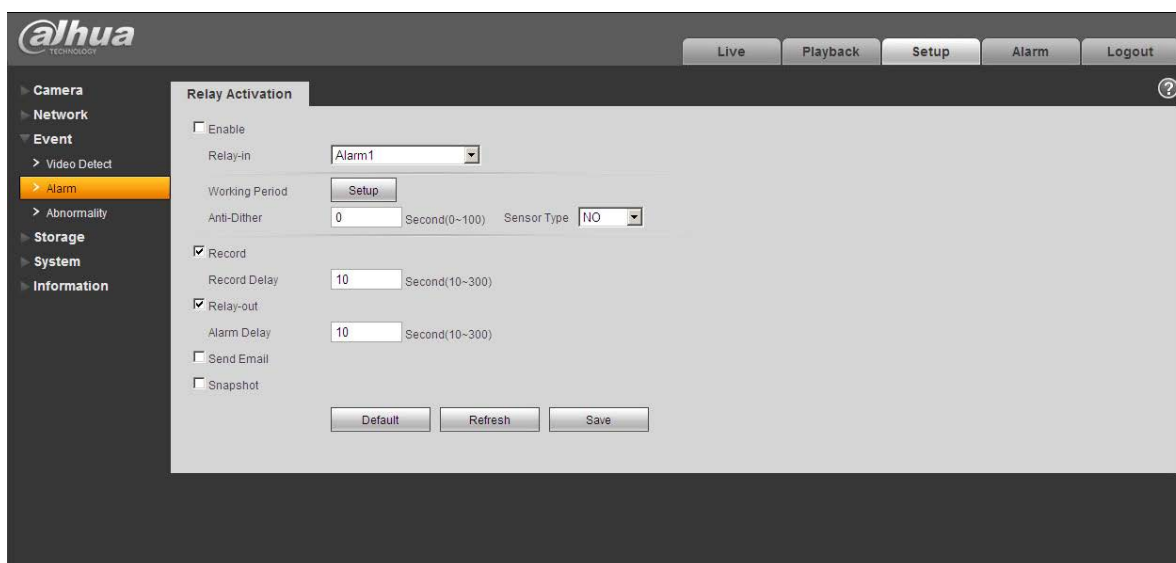 alhua
TECHNOLOGY
Live Playback Setup Alarm Logout
Camera
Network
Event
> Video Detect
> Alarm
> Abnormality
Storage
System
Information
Relay Activation
?
Enable
Relay-in Alarm1
Working Period Setup
Anti-Dither 0 Second(0~100) Sensor Type NO
Record
Record Delay 10 Second(10~300)
Relay-out
Alarm Delay 10 Second(10~300)
Send Email
Snapshot
Default Refresh Save